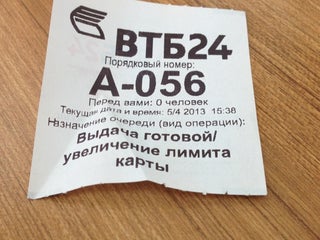 ВТБ24
Порядковый номер:
А-056
Перед вами: 0 человек
Текущая дата и время: 5/4 2013 15:38
Назначение очереди (вид операции):
Выдача готовой/
увеличение лимита
карты